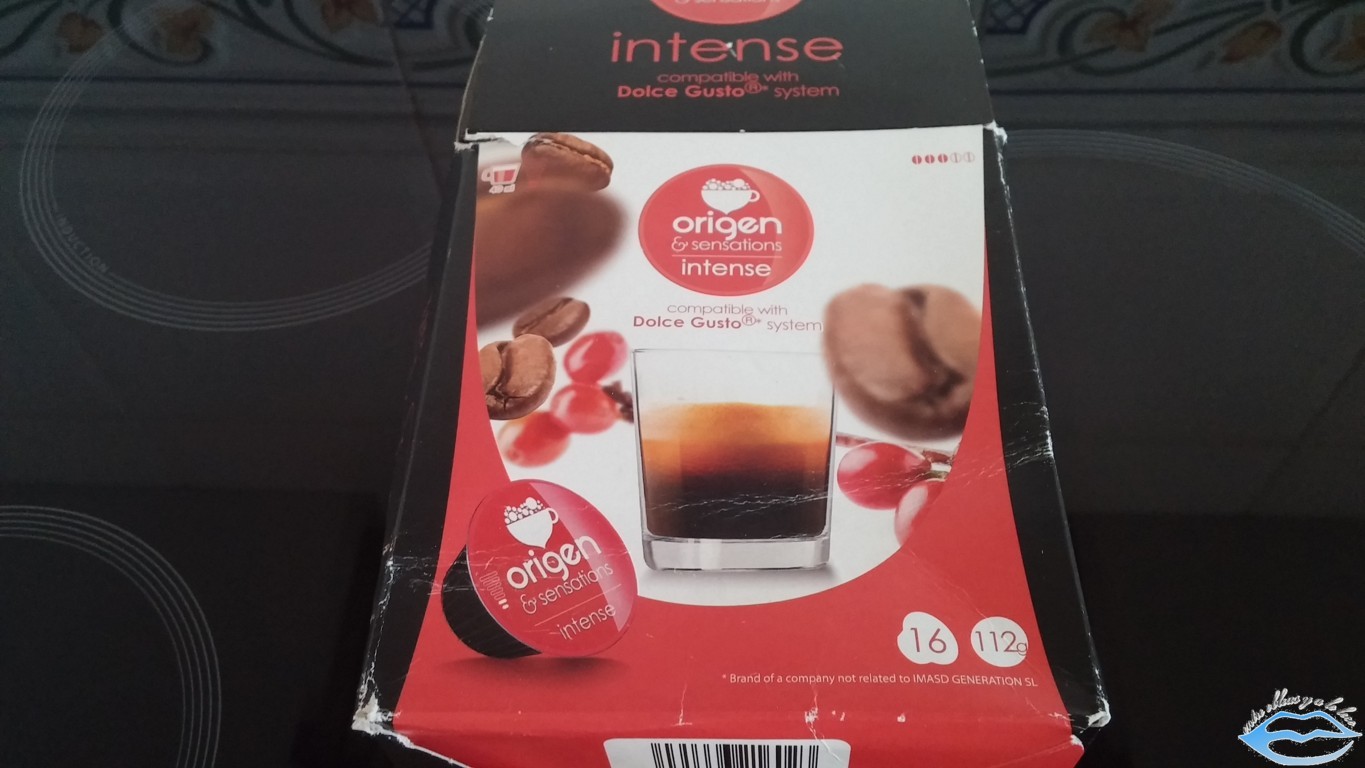 sensations
intense
compatible with
Dolce Gusto®* system
origen
& sensations
intense
compatible with
Dolce Gusto®* system
origen
& sensations
intense
16
112g
* Brand of a company not related to IMASD GENERATION SL
INDUCTION